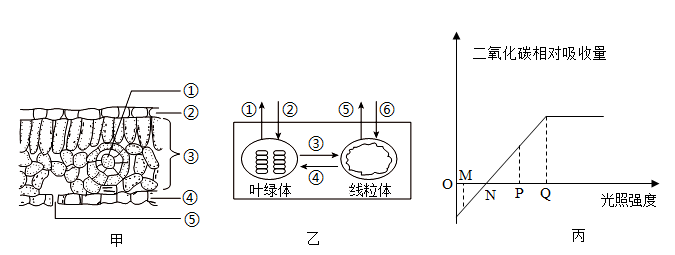 ①
②
③
④
⑤
甲
① ② ⑤ ⑥
③
④
叶绿体 线粒体
乙
二氧化碳相对吸收量
O M N P Q
光照强度
丙